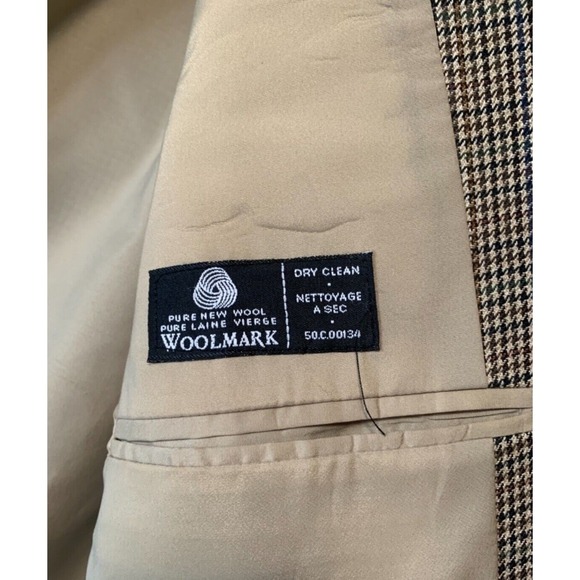 PURE NEW WOOL
PURE LAINE VIERGE
WOOLMARK
DRY CLEAN
•
NETTOYAGE
A SEC
•
50.C.00134